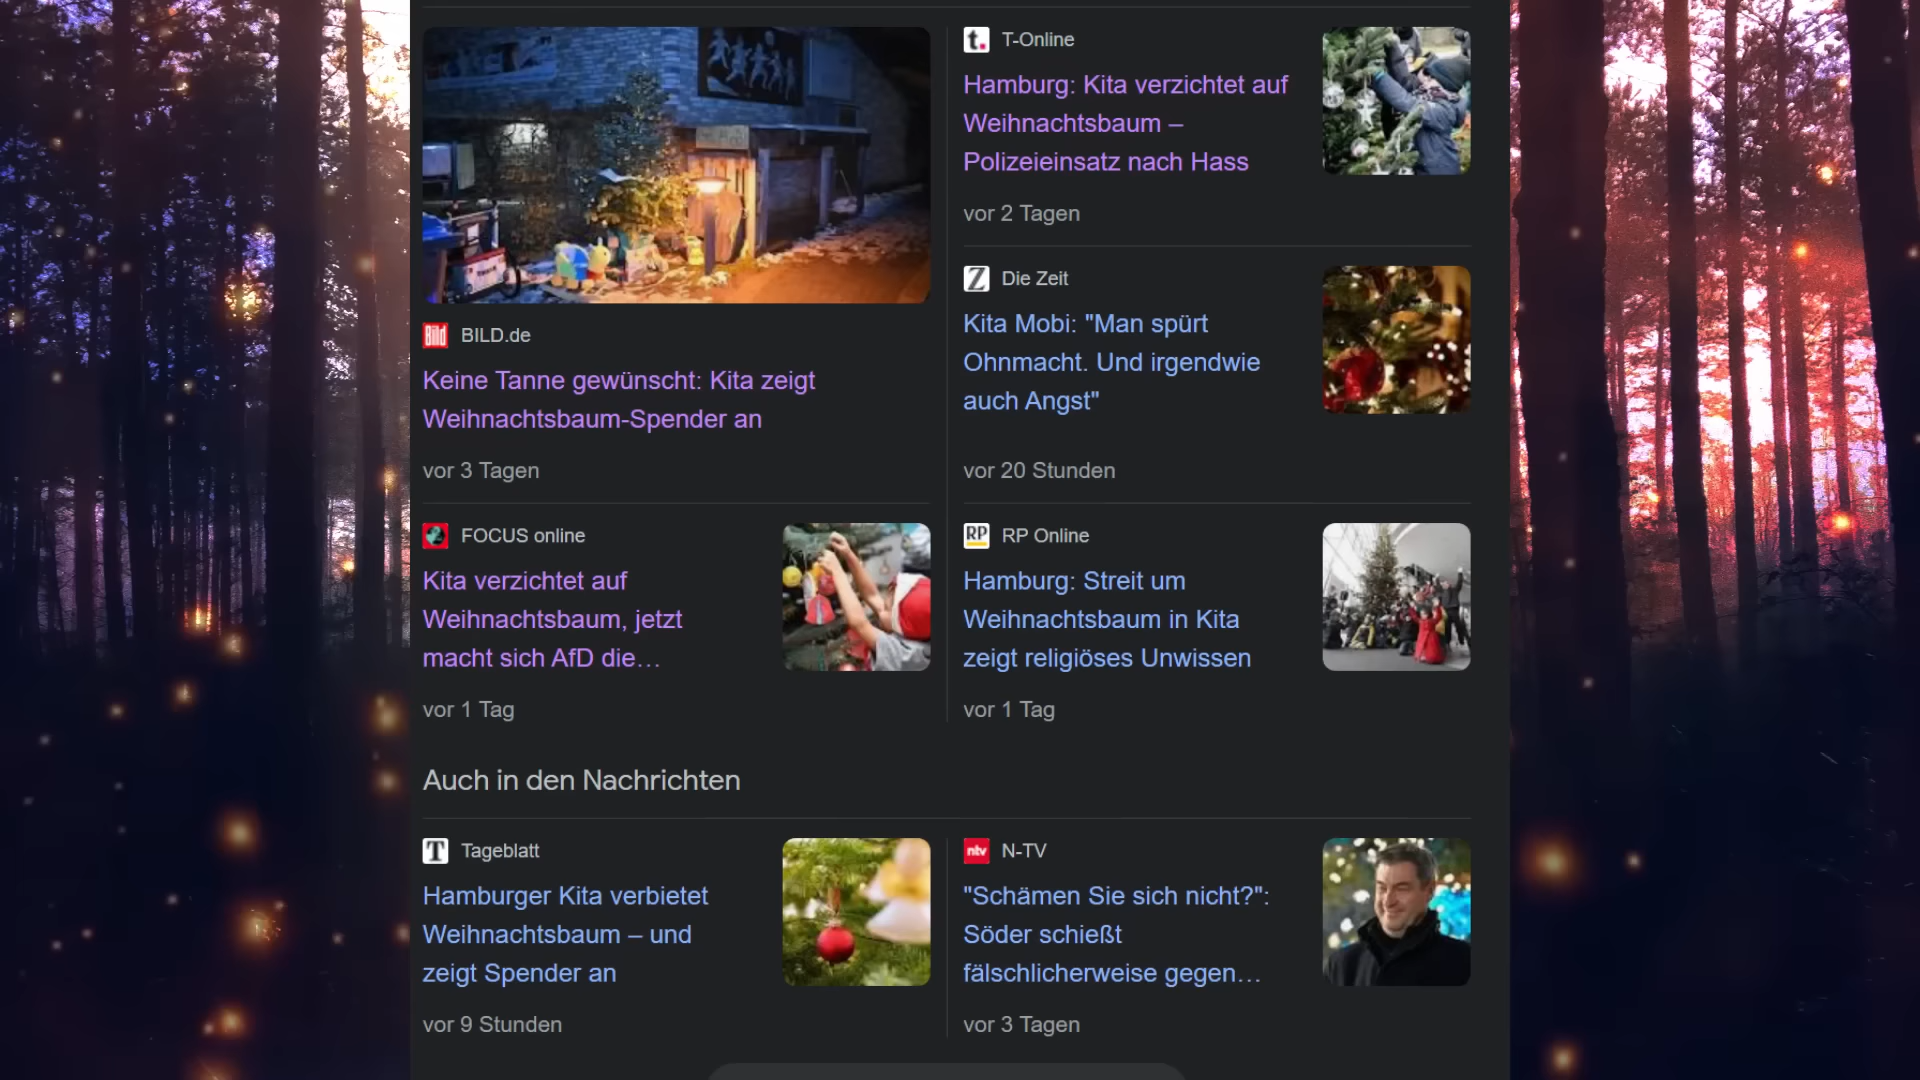 BILD.de
Keine Tanne gewünscht: Kita zeigt
Weihnachtsbaum-Spender an
vor 3 Tagen
T-Online
Hamburg: Kita verzichtet auf
Weihnachtsbaum –
Polizeieinsatz nach Hass
vor 2 Tagen
Die Zeit
Kita Mobi: "Man spürt
Ohnmacht. Und irgendwie
auch Angst"
vor 20 Stunden
FOCUS online
Kita verzichtet auf
Weihnachtsbaum, jetzt
macht sich AfD die…
vor 1 Tag
RP Online
Hamburg: Streit um
Weihnachtsbaum in Kita
zeigt religiöses Unwissen
vor 1 Tag
Auch in den Nachrichten
Tageblatt
Hamburger Kita verbietet
Weihnachtsbaum – und
zeigt Spender an
vor 9 Stunden
N-TV
"Schämen Sie sich nicht?":
Söder schießt
fälschlicherweise gegen…
vor 3 Tagen